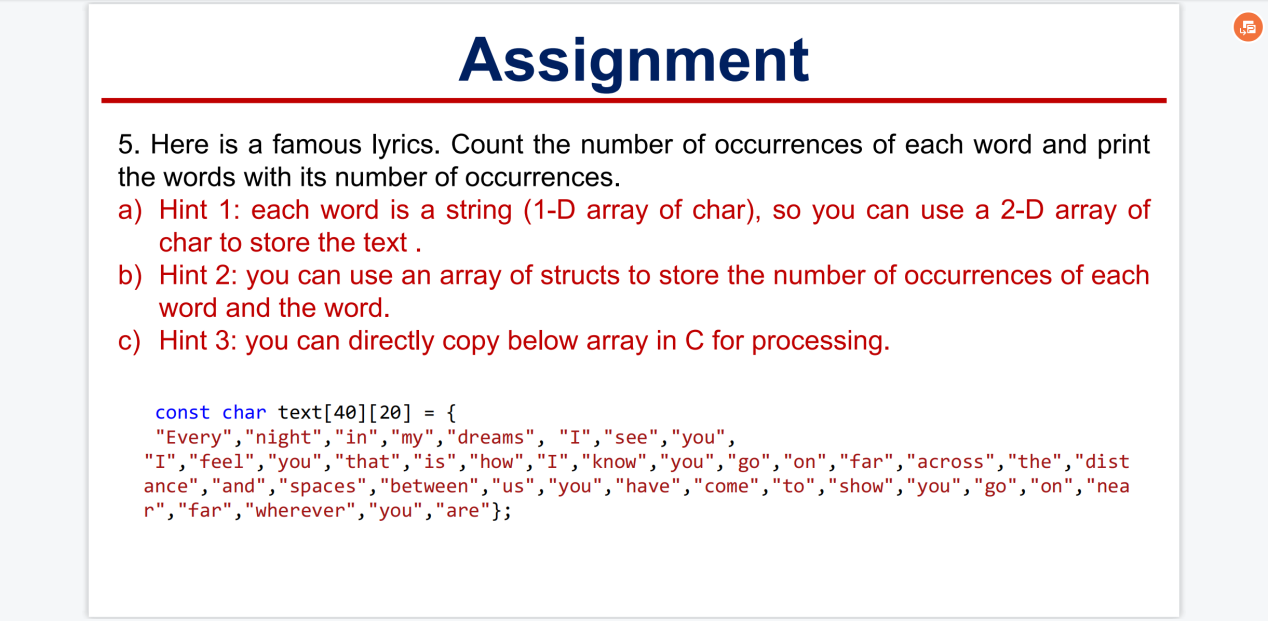 Assignment
5. Here is a famous lyrics. Count the number of occurrences of each word and print
the words with its number of occurrences.
a) Hint 1: each word is a string (1-D array of char), so you can use a 2-D array of
char to store the text .
b) Hint 2: you can use an array of structs to store the number of occurrences of each
word and the word.
c) Hint 3: you can directly copy below array in C for processing.
const char text[40][20] = {
"Every","night","in","my","dreams", "I","see","you",
"I","feel","you","that","is","how","I","know","you","go","on","far","across","the","dist
ance","and","spaces","between","us","you","have","come","to","show","you","go","on","nea
r","far","wherever","you","are"};